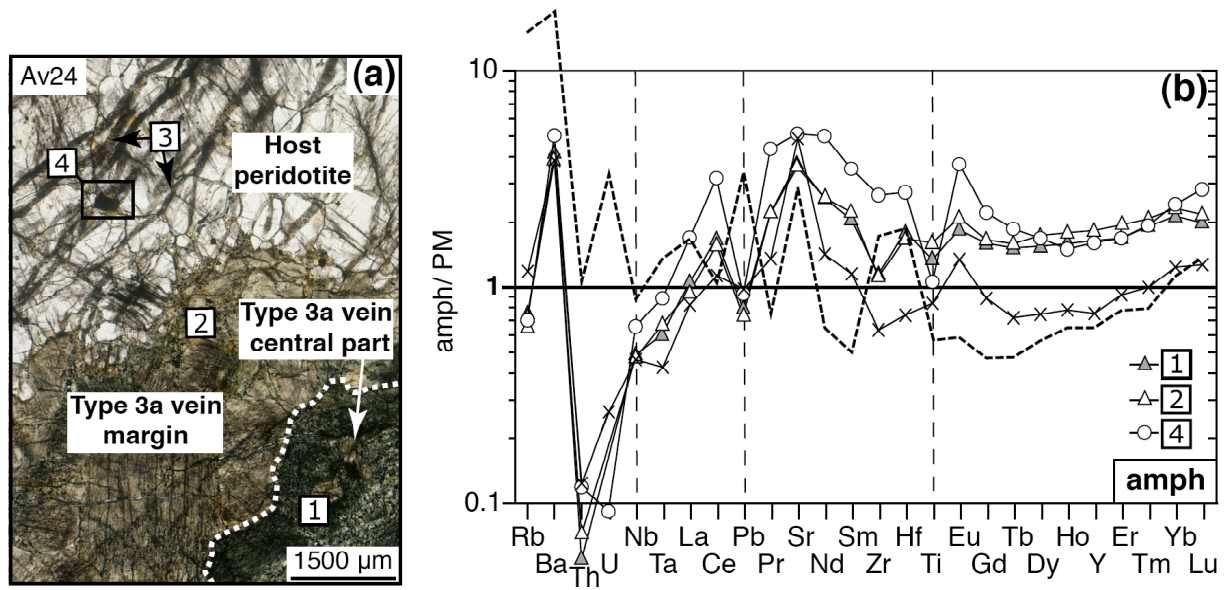 Av24
(a)
3
4
Host
peridotite
2
Type 3a vein
central part
Type 3a vein
margin
1
1500 µm
(b)
amph/ PM
10
1
0.1
1
2
4
amph
Rb Nb La Pb Sr Sm Hf Eu Tb Ho Er Yb
Ba Th U Ta Ce Pr Nd Zr Ti Gd Dy Y Tm Lu